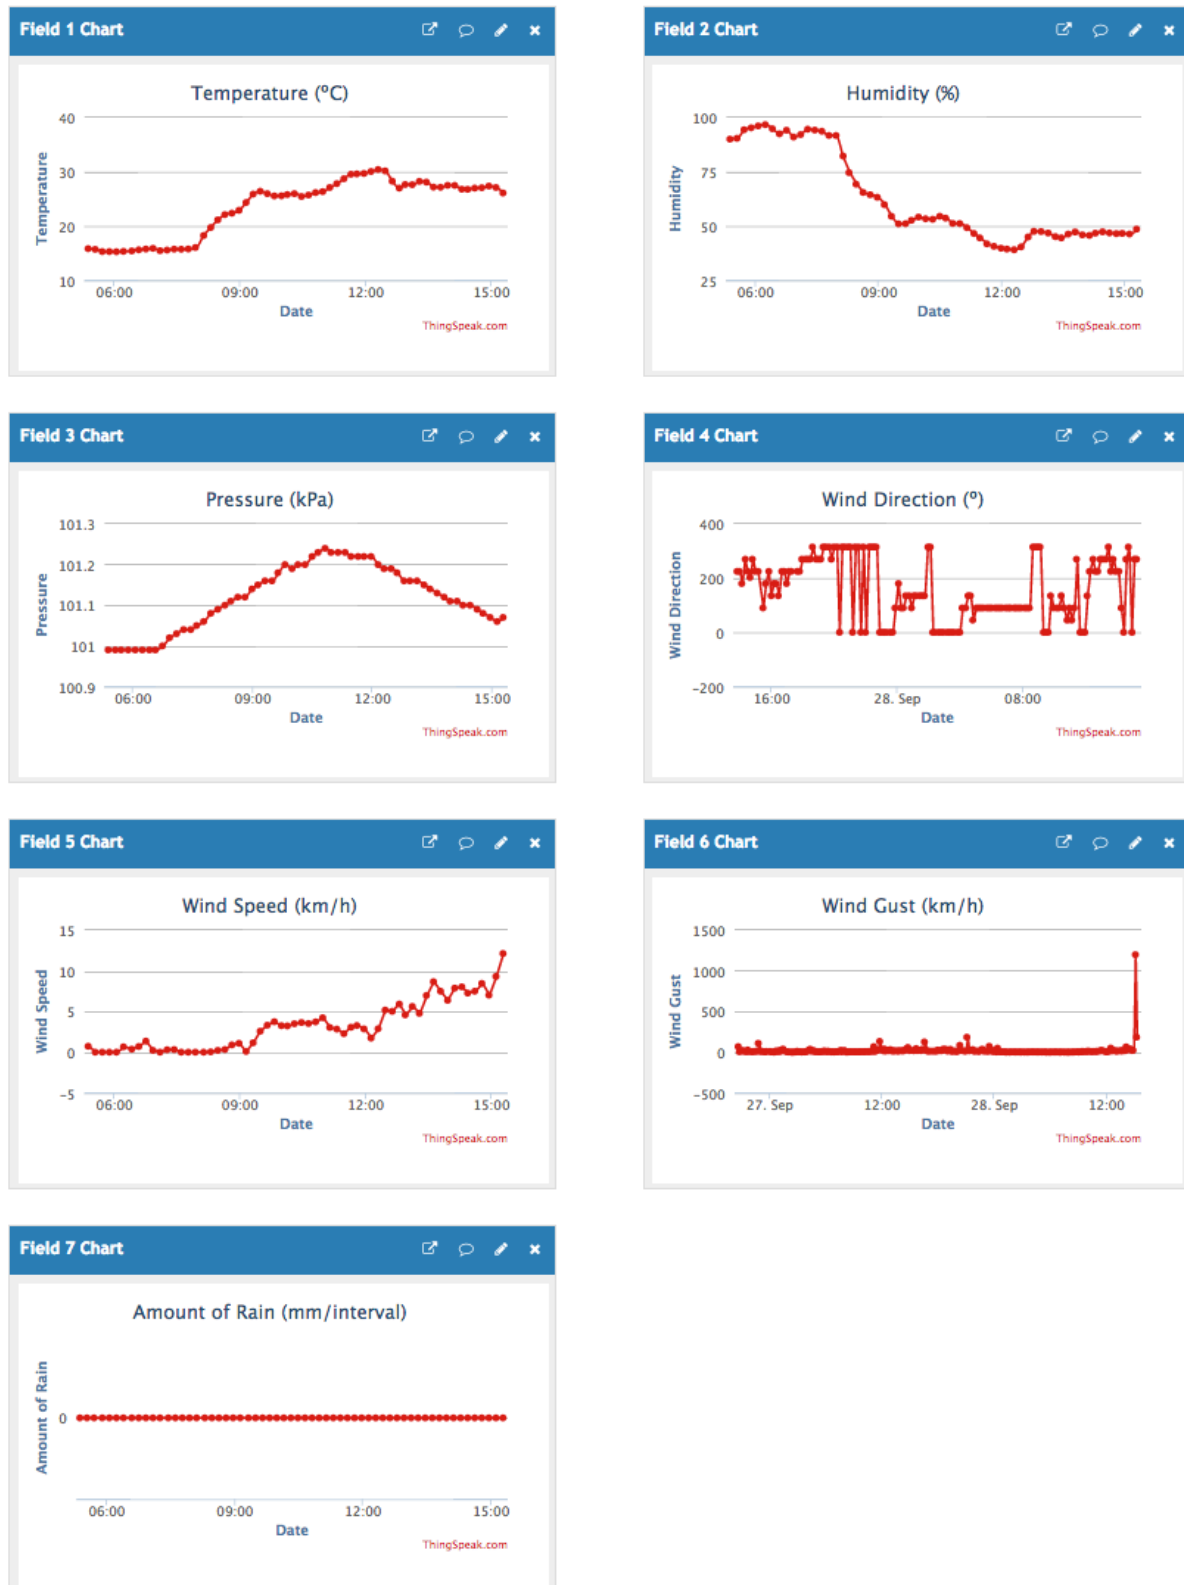 Field 1 Chart
Temperature (ºC)
40
30
20
10
Temperature
06:00 09:00 12:00 15:00
Date
ThingSpeak.com
Field 2 Chart
Humidity (%)
100
75
50
25
Humidity
06:00 09:00 12:00 15:00
Date
ThingSpeak.com
Field 3 Chart
Pressure (kPa)
101.3
101.2
101.1
101
100.9
Pressure
06:00 09:00 12:00 15:00
Date
ThingSpeak.com
Field 4 Chart
Wind Direction (º)
400
200
0
-200
Wind Direction
16:00 28. Sep 08:00
Date
ThingSpeak.com
Field 5 Chart
Wind Speed (km/h)
15
10
5
0
-5
Wind Speed
06:00 09:00 12:00 15:00
Date
ThingSpeak.com
Field 6 Chart
Wind Gust (km/h)
1500
1000
500
0
-500
Wind Gust
27. Sep 12:00 28. Sep 12:00
Date
ThingSpeak.com
Field 7 Chart
Amount of Rain (mm/interval)
0
Amount of Rain
06:00 09:00 12:00 15:00
Date
ThingSpeak.com